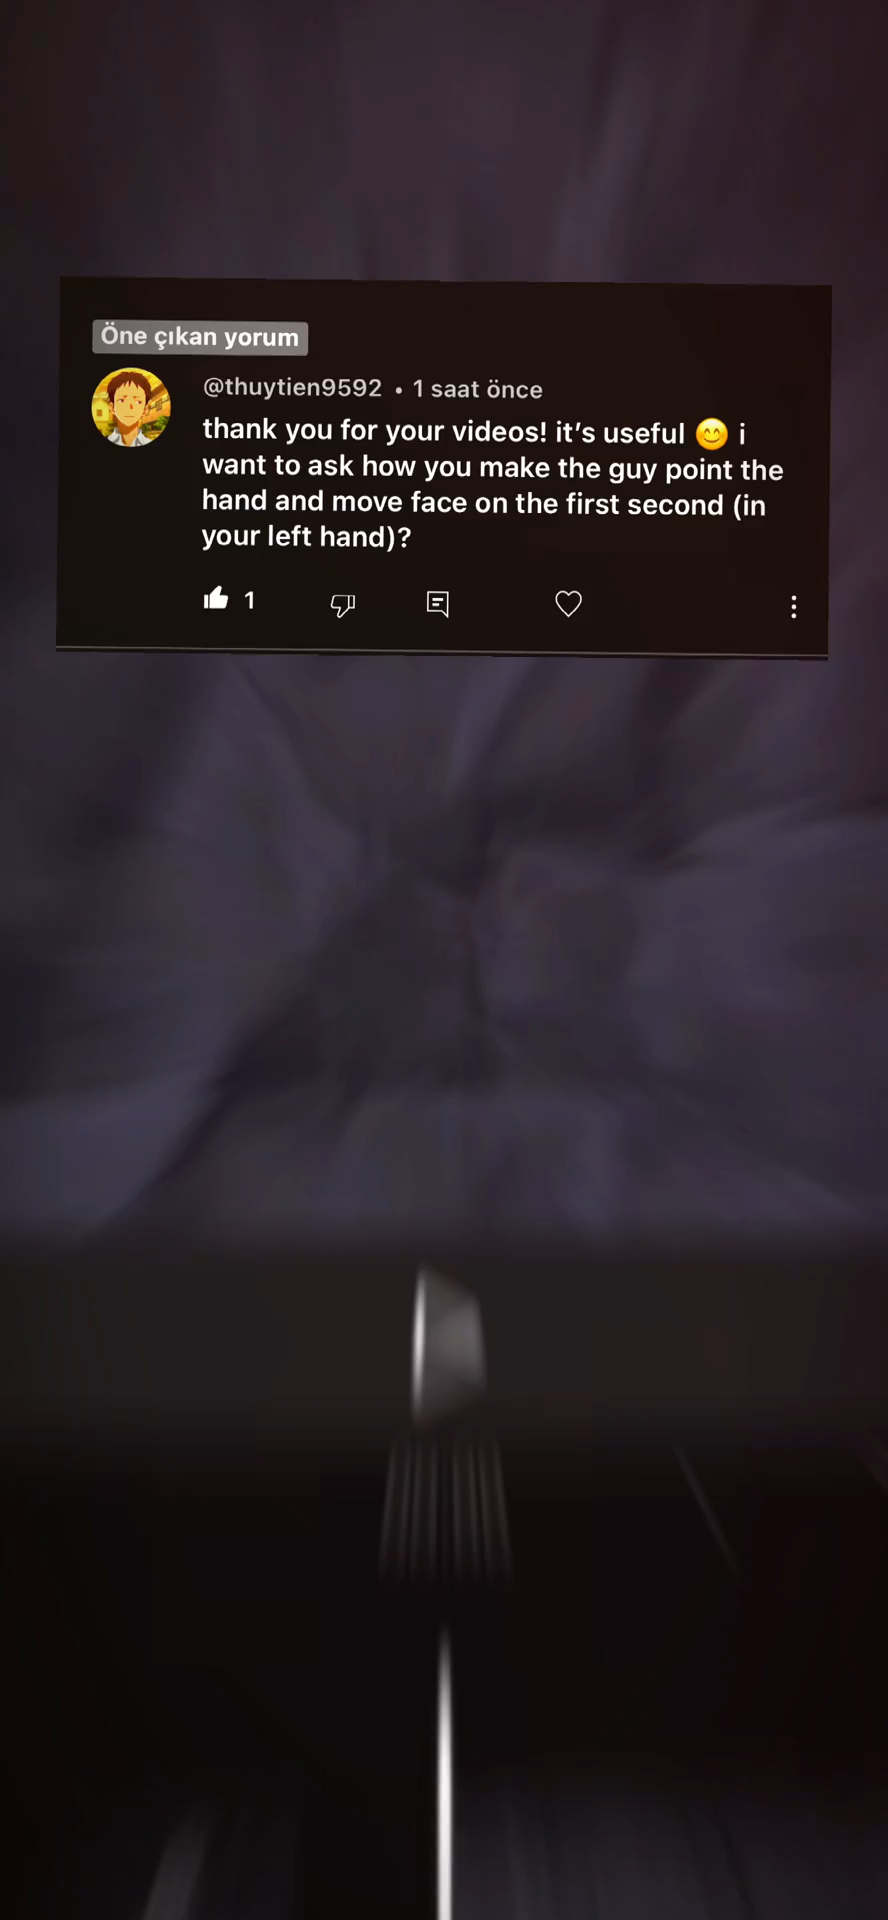 Öne çıkan yorum
@thuytien9592 • 1 saat önce
thank you for your videos! it's useful 😊 i
want to ask how you make the guy point the
hand and move face on the first second (in
your left hand)?
1